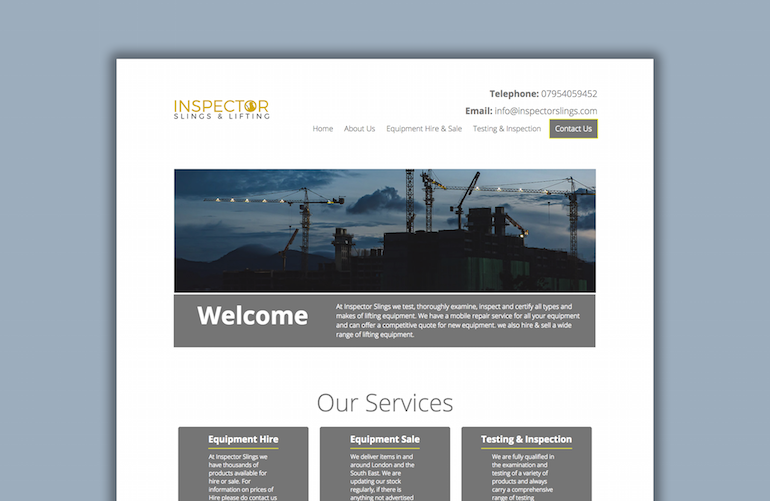 Telephone: 07954059452
INSPECTOR
SLINGS & LIFTING
Email: info@inspectorslings.com
Home About Us Equipment Hire & Sale Testing & Inspection Contact Us
Welcome
At Inspector Slings we test, thoroughly examine, inspect and certify all types and
makes of lifting equipment. We have a mobile repair service for all your equipment
and can offer a competitive quote for new equipment. we also hire & sell a wide
range of lifting equipment.
Our Services
Equipment Hire
At Inspector Slings we
have thousands of
products available for
hire or sale. For
information on prices of
Hire please do contact us
Equipment Sale
We deliver items in and
around London and the
South East. We are
updating our stock
regularly, if there is
anything not advertised
Testing & Inspection
We are fully qualified in
the examination and
testing of a variety of
products and always
carry a comprehensive
range of testing